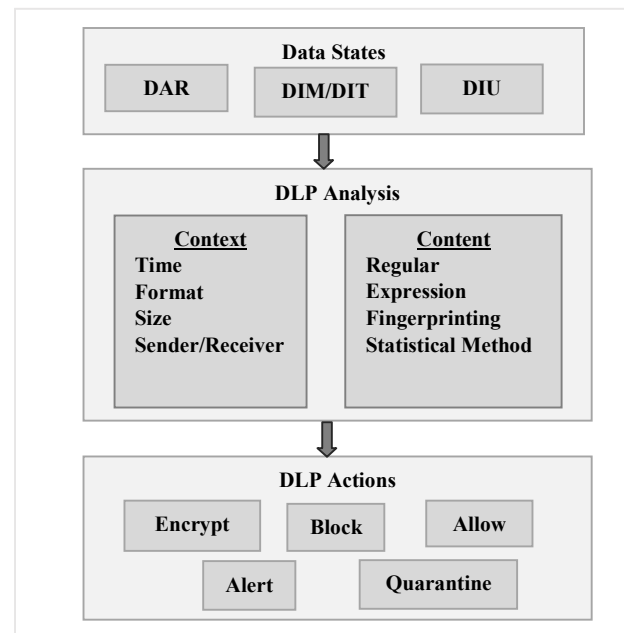 Data States
DAR
DIM/DIT
DIU
DLP Analysis
Context
Time
Format
Size
Sender/Receiver
Content
Regular
Expression
Fingerprinting
Statistical Method
DLP Actions
Encrypt
Block
Allow
Alert
Quarantine